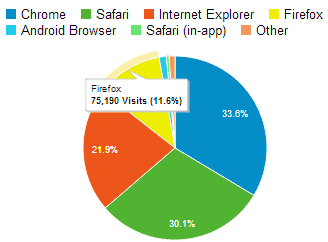 Chrome Safari Internet Explorer Firefox
Android Browser Safari (in-app) Other
Firefox
75,190 Visits (11.6%)
33.6%
21.9%
30.1%